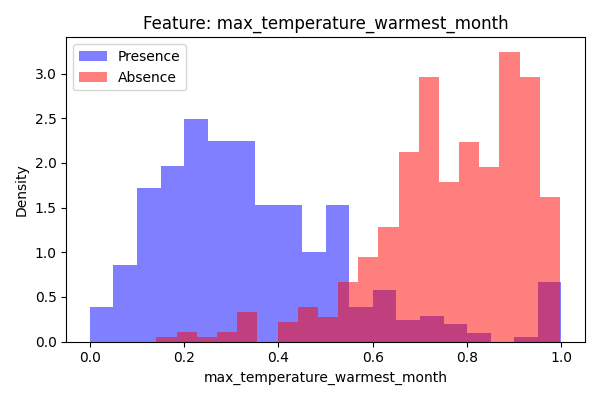 Feature: max_temperature_warmest_month
Presence
Absence
Density
3.0
2.5
2.0
1.5
1.0
0.5
0.0
0.0 0.2 0.4 0.6 0.8 1.0
max_temperature_warmest_month